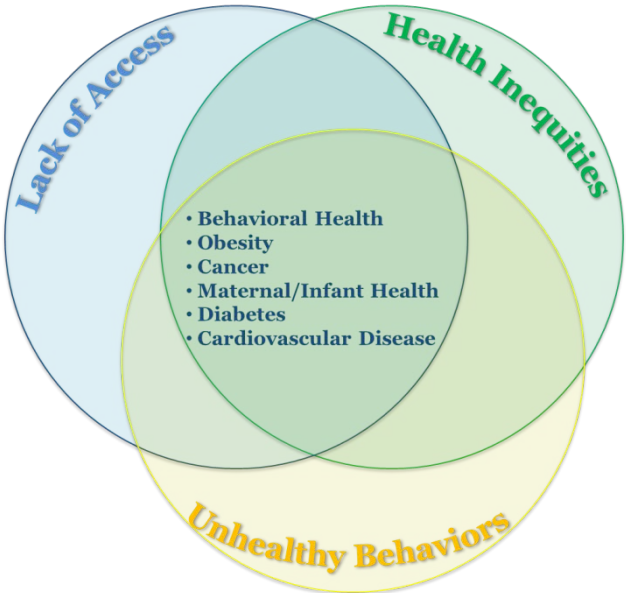 Lack of Access
Health Inequities
• Behavioral Health
• Obesity
• Cancer
• Maternal/Infant Health
• Diabetes
• Cardiovascular Disease
Unhealthy Behaviors